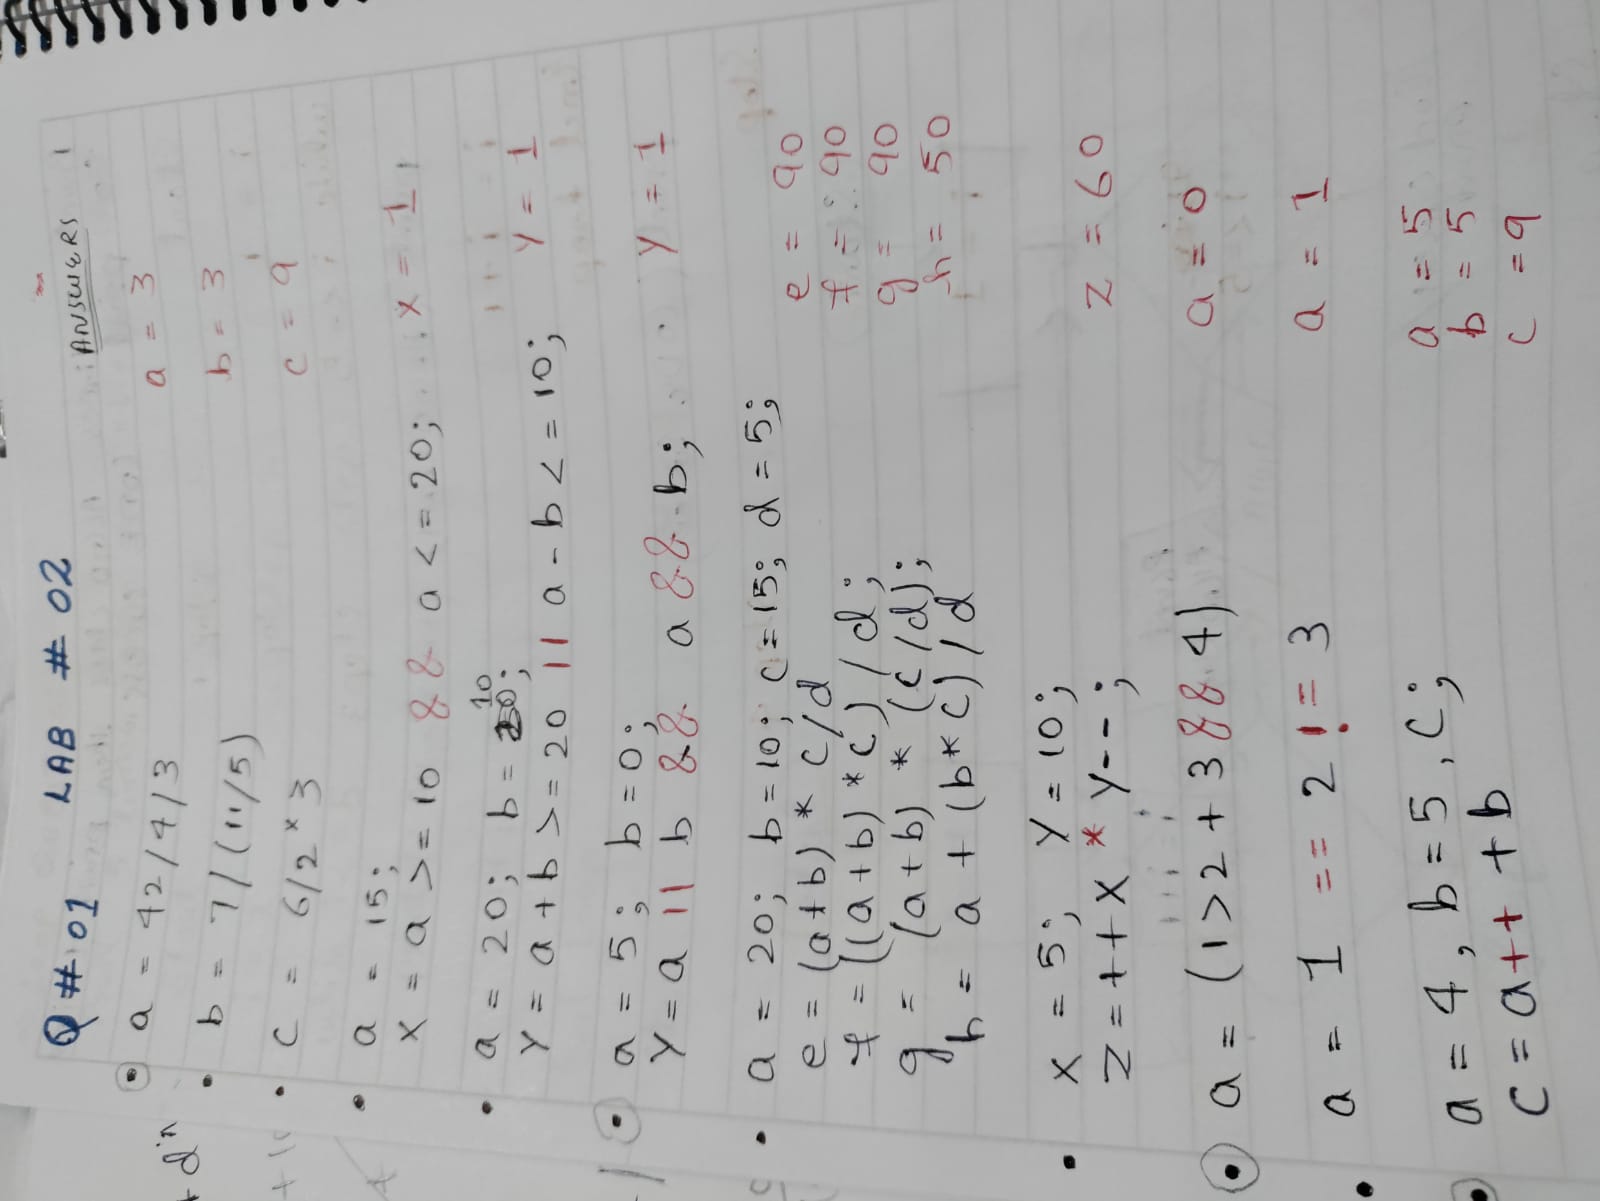 Q # 01 LAB # 02
ANSWERS
a = 42/4/3 a = 3
b = 7/(11/5) b = 3
c = 6/2*3 c = 9
a = 15;
x = a >= 10 && a <= 20; x = 1
a = 20; b = 10;
y = a+b >= 20 || a-b <= 10; y = 1
a = 5; b = 0;
y = a || b && a && b; y = 1
a = 20; b = 10; c = 15; d = 5;
e = (a+b) * c/d e = 90
f = ((a+b) * c) / d; f = 90
g = (a+b) * (c/d); g = 90
h = a + (b*c)/d h = 50
x = 5; y = 10;
z = ++x * y--; z = 60
a = (1>2+3 && 4) a = 0
a = 1 == 2 != 3 a = 1
a = 4, b = 5, c; a = 5
b = 5
c = a++ +b c = 9